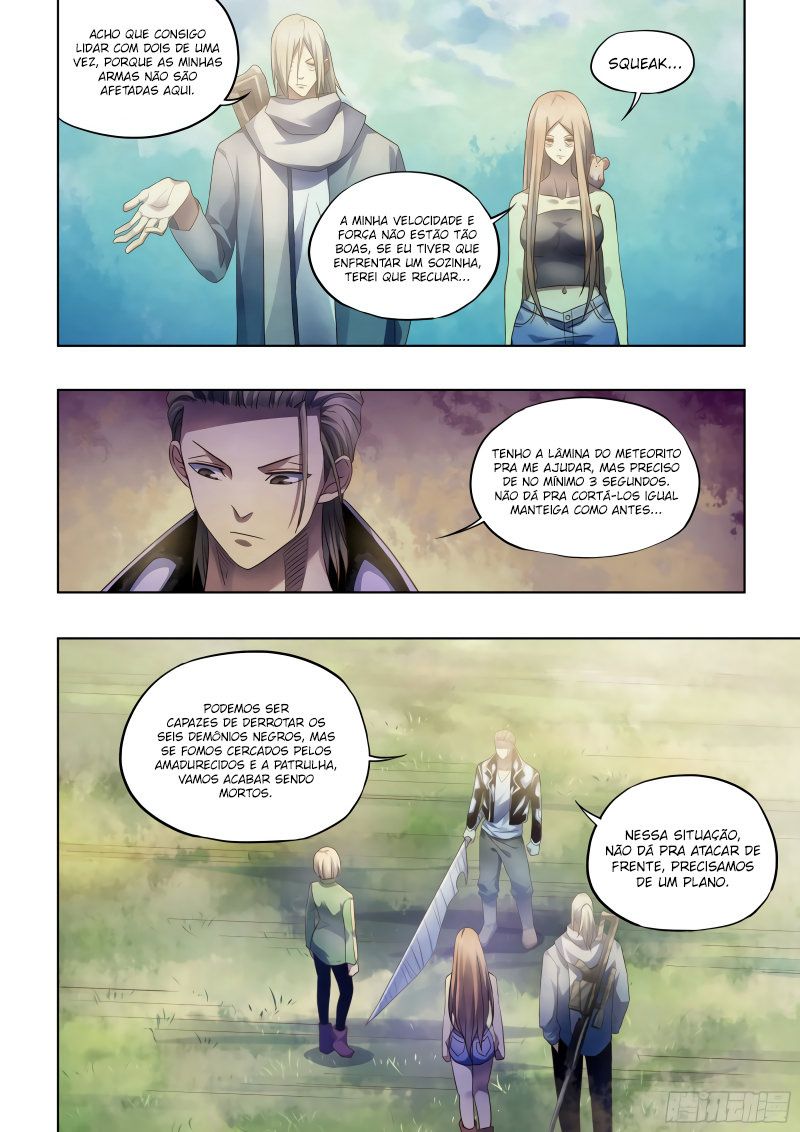 ACHO QUE CONSIGO
LIDAR COM DOIS DE UMA
VEZ, PORQUE AS MINHAS
ARMAS NÃO SÃO
AFETADAS AQUI.
SQUEAK...
A MINHA VELOCIDADE E
FORÇA NÃO ESTÃO TÃO
BOAS, SE EU TIVER QUE
ENFRENTAR UM SOZINHA,
TEREI QUE RECUAR...
TENHO A LÂMINA DO METEORITO
PRA ME AJUDAR, MAS PRECISO
DE NO MÍNIMO 3 SEGUNDOS.
NÃO DÁ PRA CORTÁ-LOS IGUAL
MANTEIGA COMO ANTES...
PODEMOS SER
CAPAZES DE DERROTAR OS
SEIS DEMÔNIOS NEGROS, MAS
SE FOMOS CERCADOS PELOS
AMADURECIDOS E A PATRULHA,
VAMOS ACABAR SENDO
MORTOS.
NESSA SITUAÇÃO,
NÃO DÁ PRA ATACAR DE
FRENTE, PRECISAMOS
DE UM PLANO.